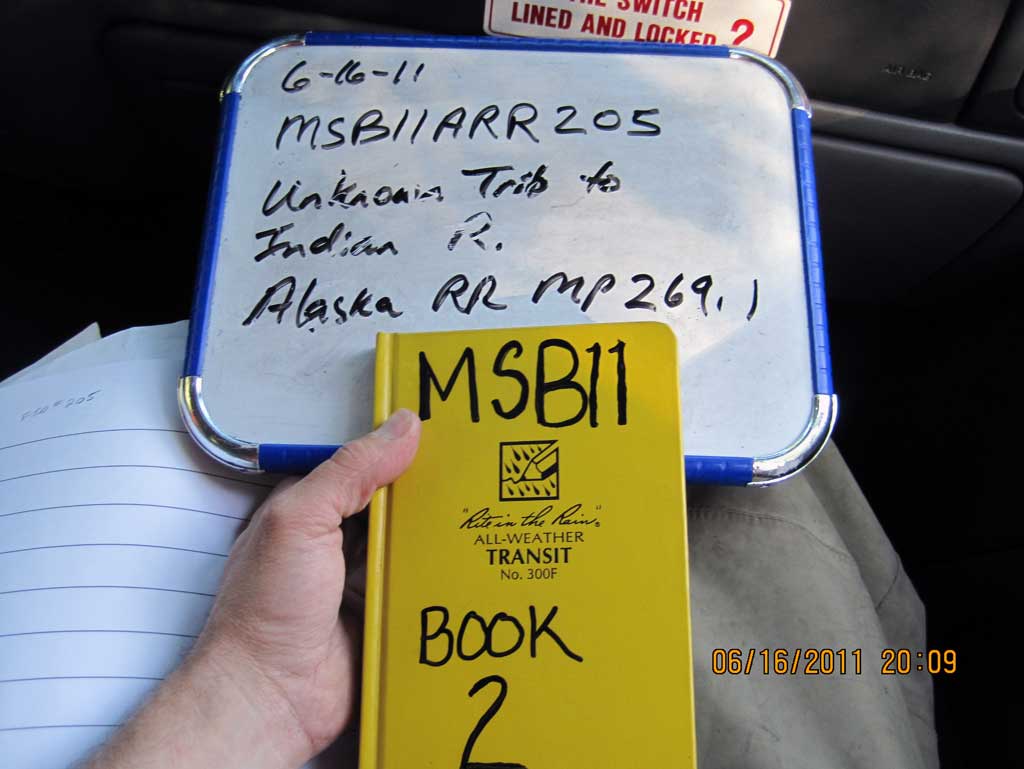 THE SWITCH
LINED AND LOCKED ?
AIRBAG
6-16-11
MSB11ARR205
Unknown Trib to
Indian R.
Alaska RR MP 269.1
MSB11
"Rite in the Rain"®
ALL-WEATHER
TRANSIT
No. 300F
BOOK
2
06/16/2011 20:09